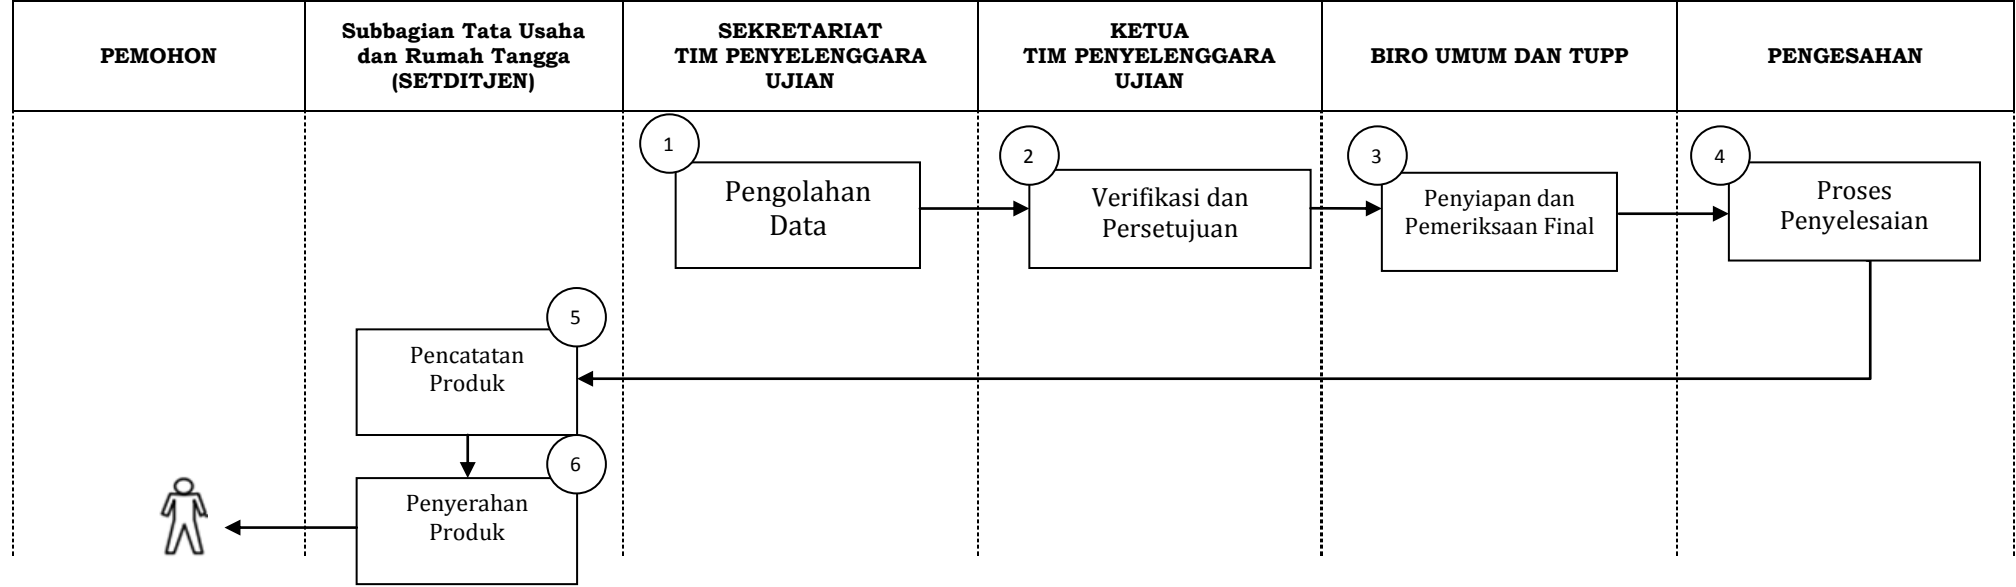 PEMOHON
Subbagian Tata Usaha
dan Rumah Tangga
(SETDITJEN)
SEKRETARIAT
TIM PENYELENGGARA
UJIAN
KETUA
TIM PENYELENGGARA
UJIAN
BIRO UMUM DAN TUPP
PENGESAHAN
1
Pengolahan
Data
2
Verifikasi dan
Persetujuan
3
Penyiapan dan
Pemeriksaan Final
4
Proses
Penyelesaian
5
Pencatatan
Produk
6
Penyerahan
Produk